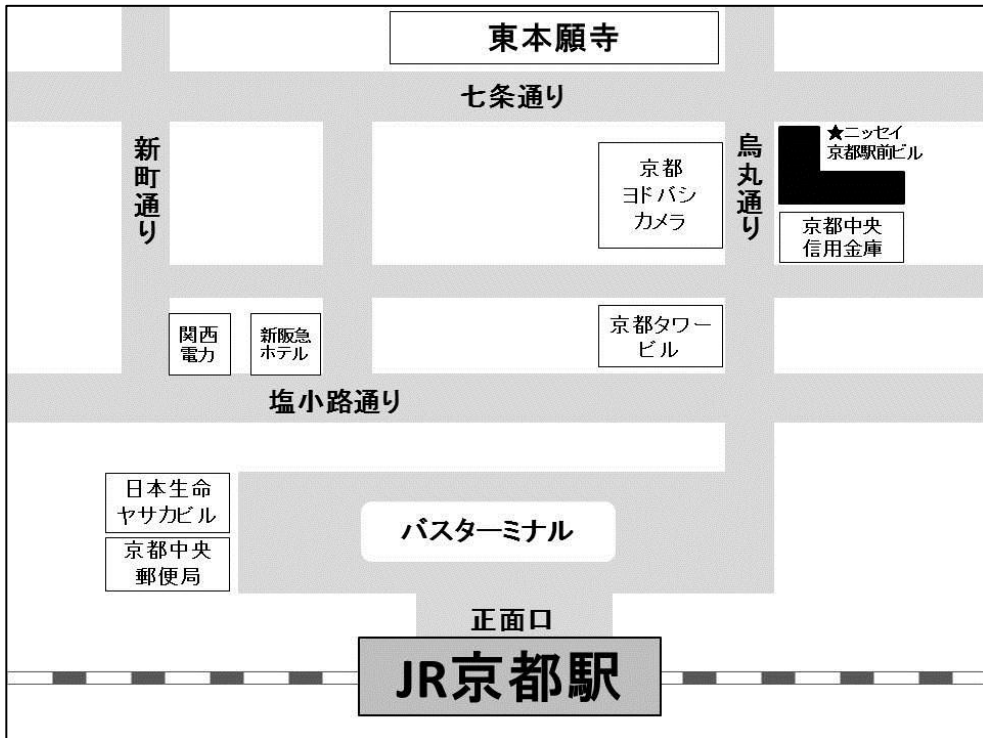 東本願寺
七条通り
新町通り
京都
ヨドバシ
カメラ
烏丸通り
★ニッセイ
京都駅前ビル
京都中央
信用金庫
関西
電力
新阪急
ホテル
京都タワー
ビル
塩小路通り
日本生命
ヤサカビル
京都中央
郵便局
バスターミナル
正面口
JR京都駅